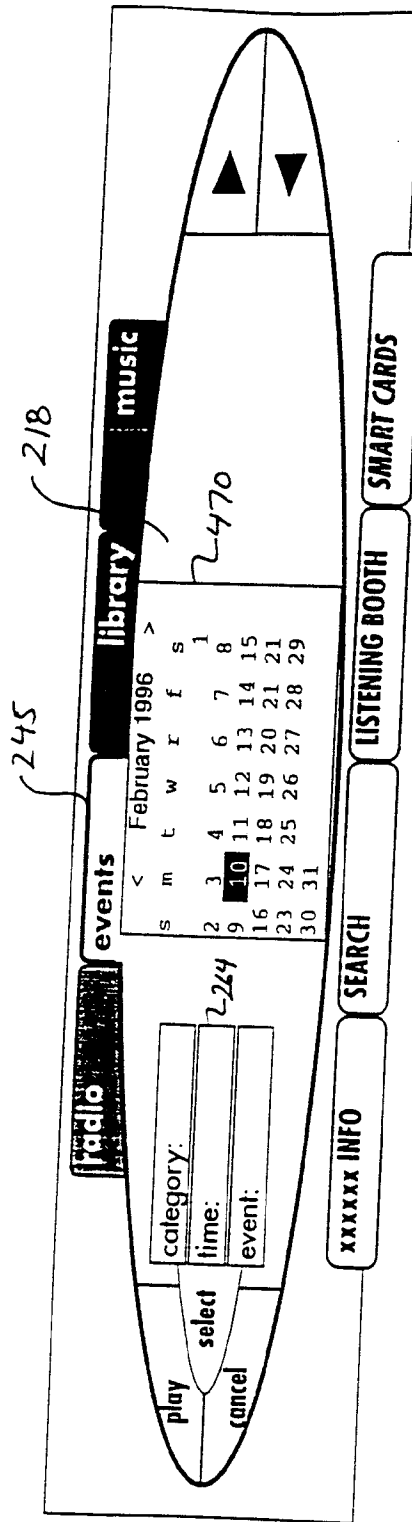 245
218
radio events library music
play
select
cancel
category:
time:
event:
264
< February 1996 >
s m t w r f s
1
2 3 4 5 6 7 8
9 10 11 12 13 14 15
16 17 18 19 20 21 21
23 24 25 26 27 28 29
30 31
470
xxxxxx INFO SEARCH LISTENING BOOTH SMART CARDS